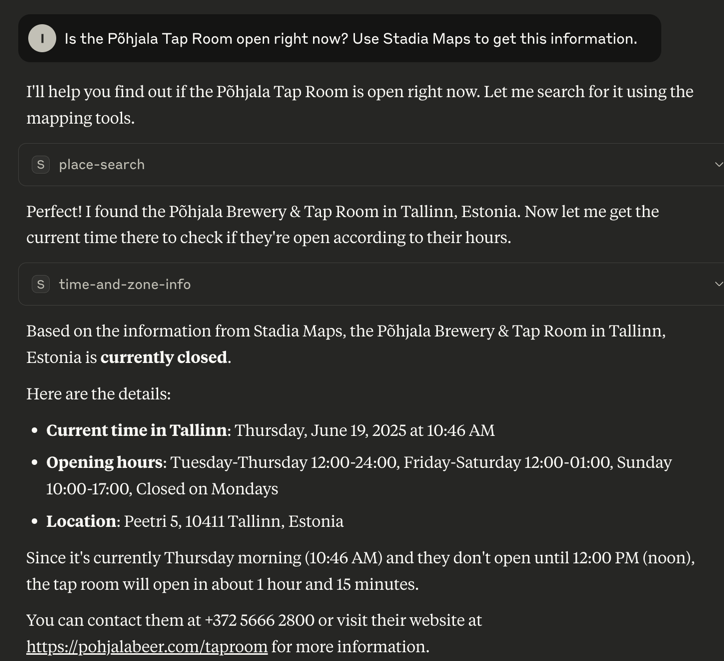 I Is the Põhjala Tap Room open right now? Use Stadia Maps to get this information.
I'll help you find out if the Põhjala Tap Room is open right now. Let me search for it using the
mapping tools.
S place-search
Perfect! I found the Põhjala Brewery & Tap Room in Tallinn, Estonia. Now let me get the
current time there to check if they're open according to their hours.
S time-and-zone-info
Based on the information from Stadia Maps, the Põhjala Brewery & Tap Room in Tallinn,
Estonia is currently closed.
Here are the details:
• Current time in Tallinn: Thursday, June 19, 2025 at 10:46 AM
• Opening hours: Tuesday-Thursday 12:00-24:00, Friday-Saturday 12:00-01:00, Sunday
10:00-17:00, Closed on Mondays
• Location: Peetri 5, 10411 Tallinn, Estonia
Since it's currently Thursday morning (10:46 AM) and they don't open until 12:00 PM (noon),
the tap room will open in about 1 hour and 15 minutes.
You can contact them at +372 5666 2800 or visit their website at
https://pohjalabeer.com/taproom for more information.